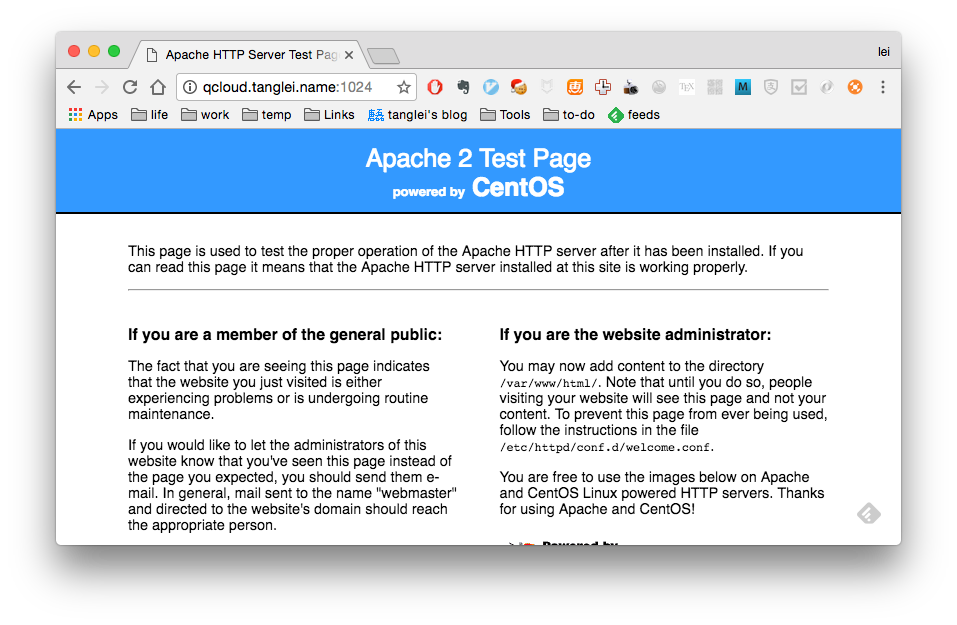 Apache HTTP Server Test Pag
lei
qcloud.tanglei.name:1024
Apps life work temp Links tanglei's blog Tools to-do feeds
Apache 2 Test Page
powered by CentOS
This page is used to test the proper operation of the Apache HTTP server after it has been installed. If you
can read this page it means that the Apache HTTP server installed at this site is working properly.
If you are a member of the general public:
The fact that you are seeing this page indicates
that the website you just visited is either
experiencing problems or is undergoing routine
maintenance.
If you would like to let the administrators of this
website know that you've seen this page instead of
the page you expected, you should send them e-
mail. In general, mail sent to the name "webmaster"
and directed to the website's domain should reach
the appropriate person.
If you are the website administrator:
You may now add content to the directory
/var/www/html/. Note that until you do so, people
visiting your website will see this page and not your
content. To prevent this page from ever being used,
follow the instructions in the file
/etc/httpd/conf.d/welcome.conf.
You are free to use the images below on Apache
and CentOS Linux powered HTTP servers. Thanks
for using Apache and CentOS!
Powered by